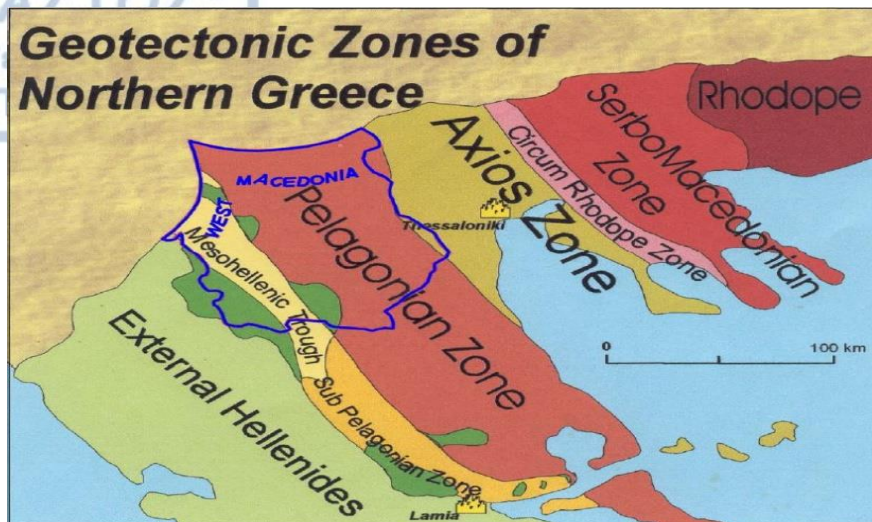 Geotectonic Zones of
Northern Greece
Rhodope
SerboMacedonian
Zone
Circum Rhodope Zone
Axios Zone
Thessaloniki
WEST MACEDONIA
Pelagonian Zone
Mesohellenic Trough
Sub Pelagonian Zone
External Hellenides
Lamia
0 100 km